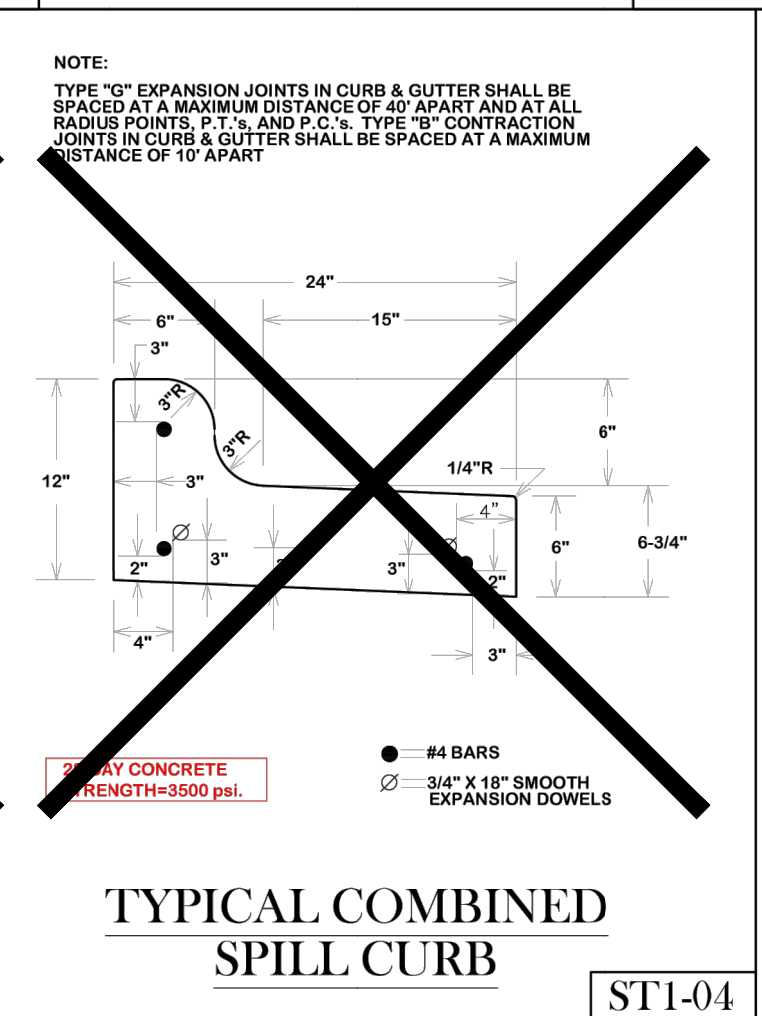 NOTE:
TYPE "G" EXPANSION JOINTS IN CURB & GUTTER SHALL BE
SPACED AT A MAXIMUM DISTANCE OF 40' APART AND AT ALL
RADIUS POINTS, P.T.'s, AND P.C.'s. TYPE "B" CONTRACTION
JOINTS IN CURB & GUTTER SHALL BE SPACED AT A MAXIMUM
DISTANCE OF 10' APART
24"
6"
15"
3"
3"R
3"R
6"
12"
3"
1/4"R
4”
2"
3"
3"
2"
6"
6-3/4"
4"
3"
DAY CONCRETE
STRENGTH=3500 psi.
#4 BARS
3/4" X 18" SMOOTH
EXPANSION DOWELS
TYPICAL COMBINED
SPILL CURB
ST1-04